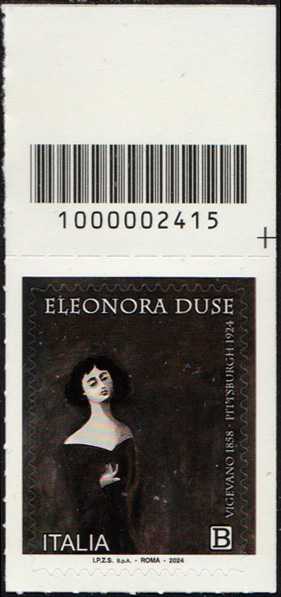 1000002415
ELEONORA DUSE
VIGEVANO 1858 - PITTSBURGH 1924
ITALIA B
I.P.Z.S. S.p.A. - ROMA - 2024